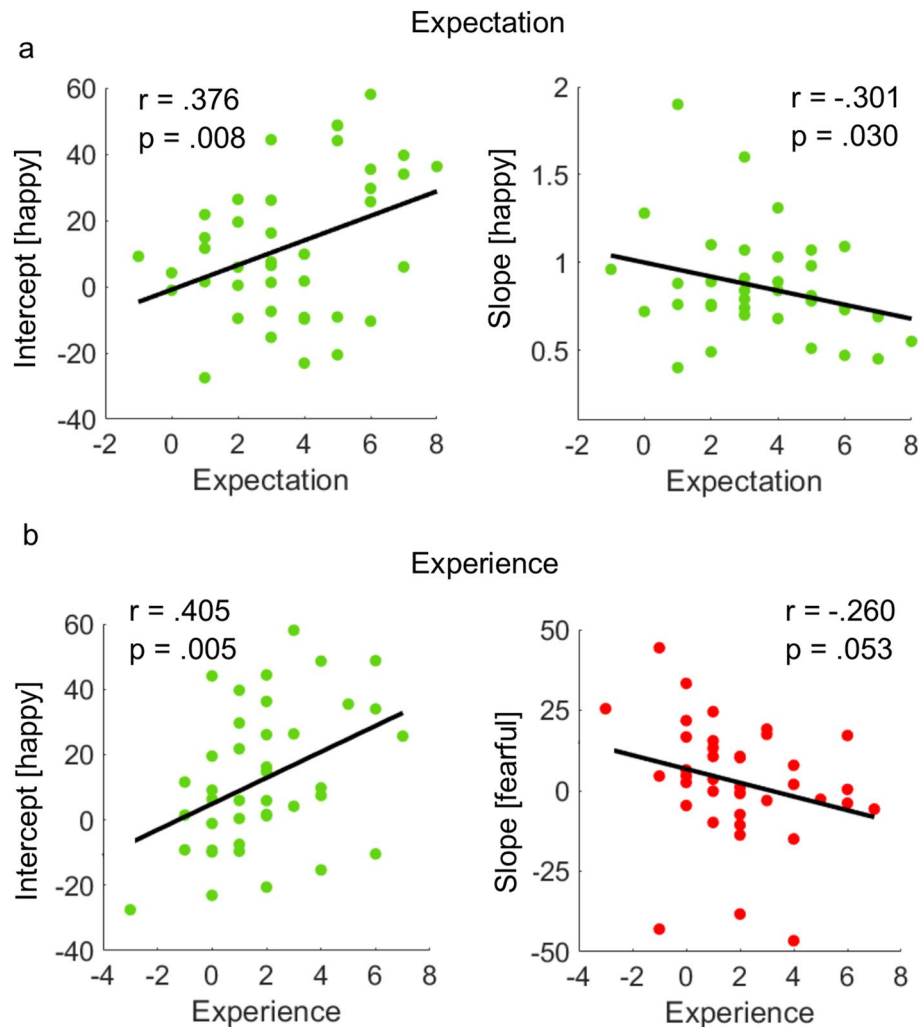 Expectation
a
r = .376
p = .008
60
40
20
0
-20
-40
-2 0 2 4 6 8
Intercept [happy]
Expectation
r = -.301
p = .030
2
1.5
1
0.5
-2 0 2 4 6 8
Slope [happy]
Expectation
b
Experience
r = .405
p = .005
60
40
20
0
-20
-40
-4 -2 0 2 4 6 8
Intercept [happy]
Experience
r = -.260
p = .053
50
25
0
-25
-50
-4 -2 0 2 4 6 8
Slope [fearful]
Experience